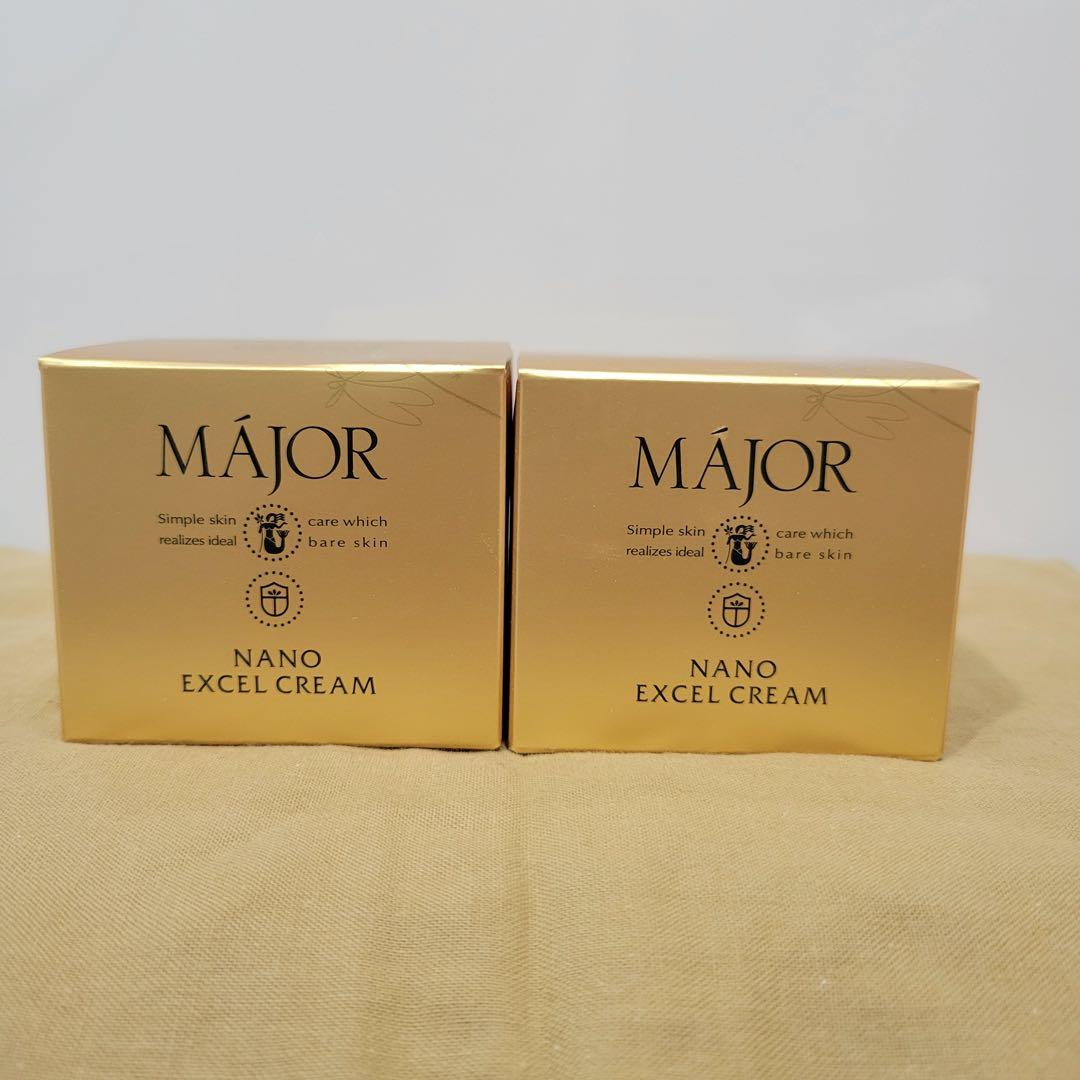 MÁJOR
Simple skin care which
realizes ideal bare skin
NANO
EXCEL CREAM
MÁJOR
Simple skin care which
realizes ideal bare skin
NANO
EXCEL CREAM